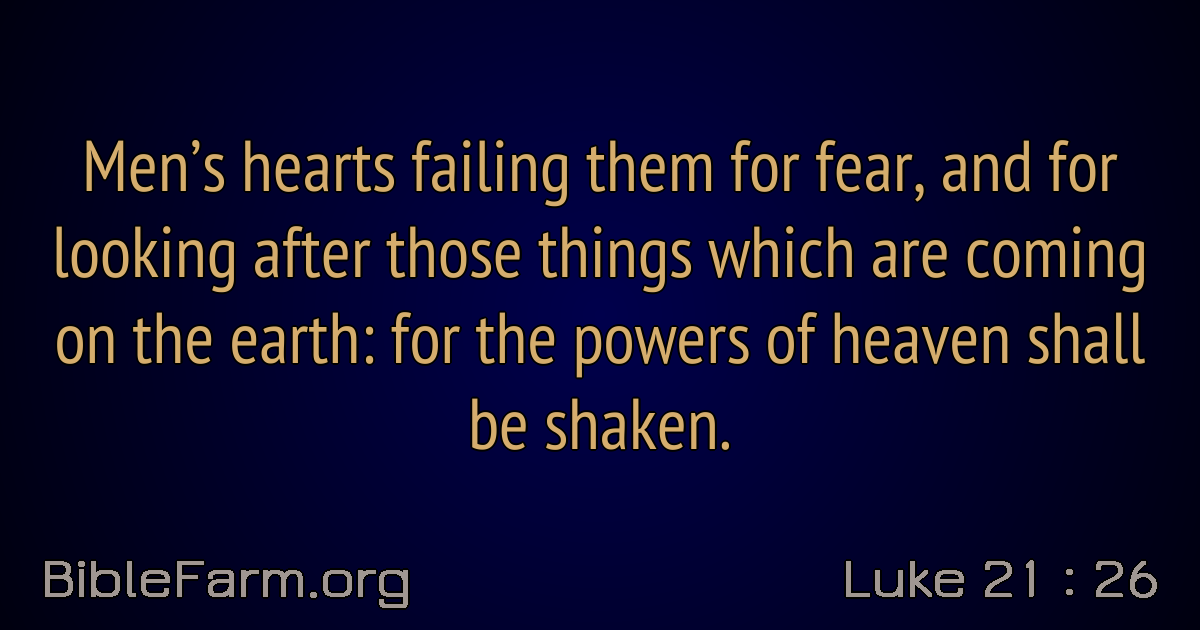 Men’s hearts failing them for fear, and for
looking after those things which are coming
on the earth: for the powers of heaven shall
be shaken.
BibleFarm.org
Luke 21 : 26